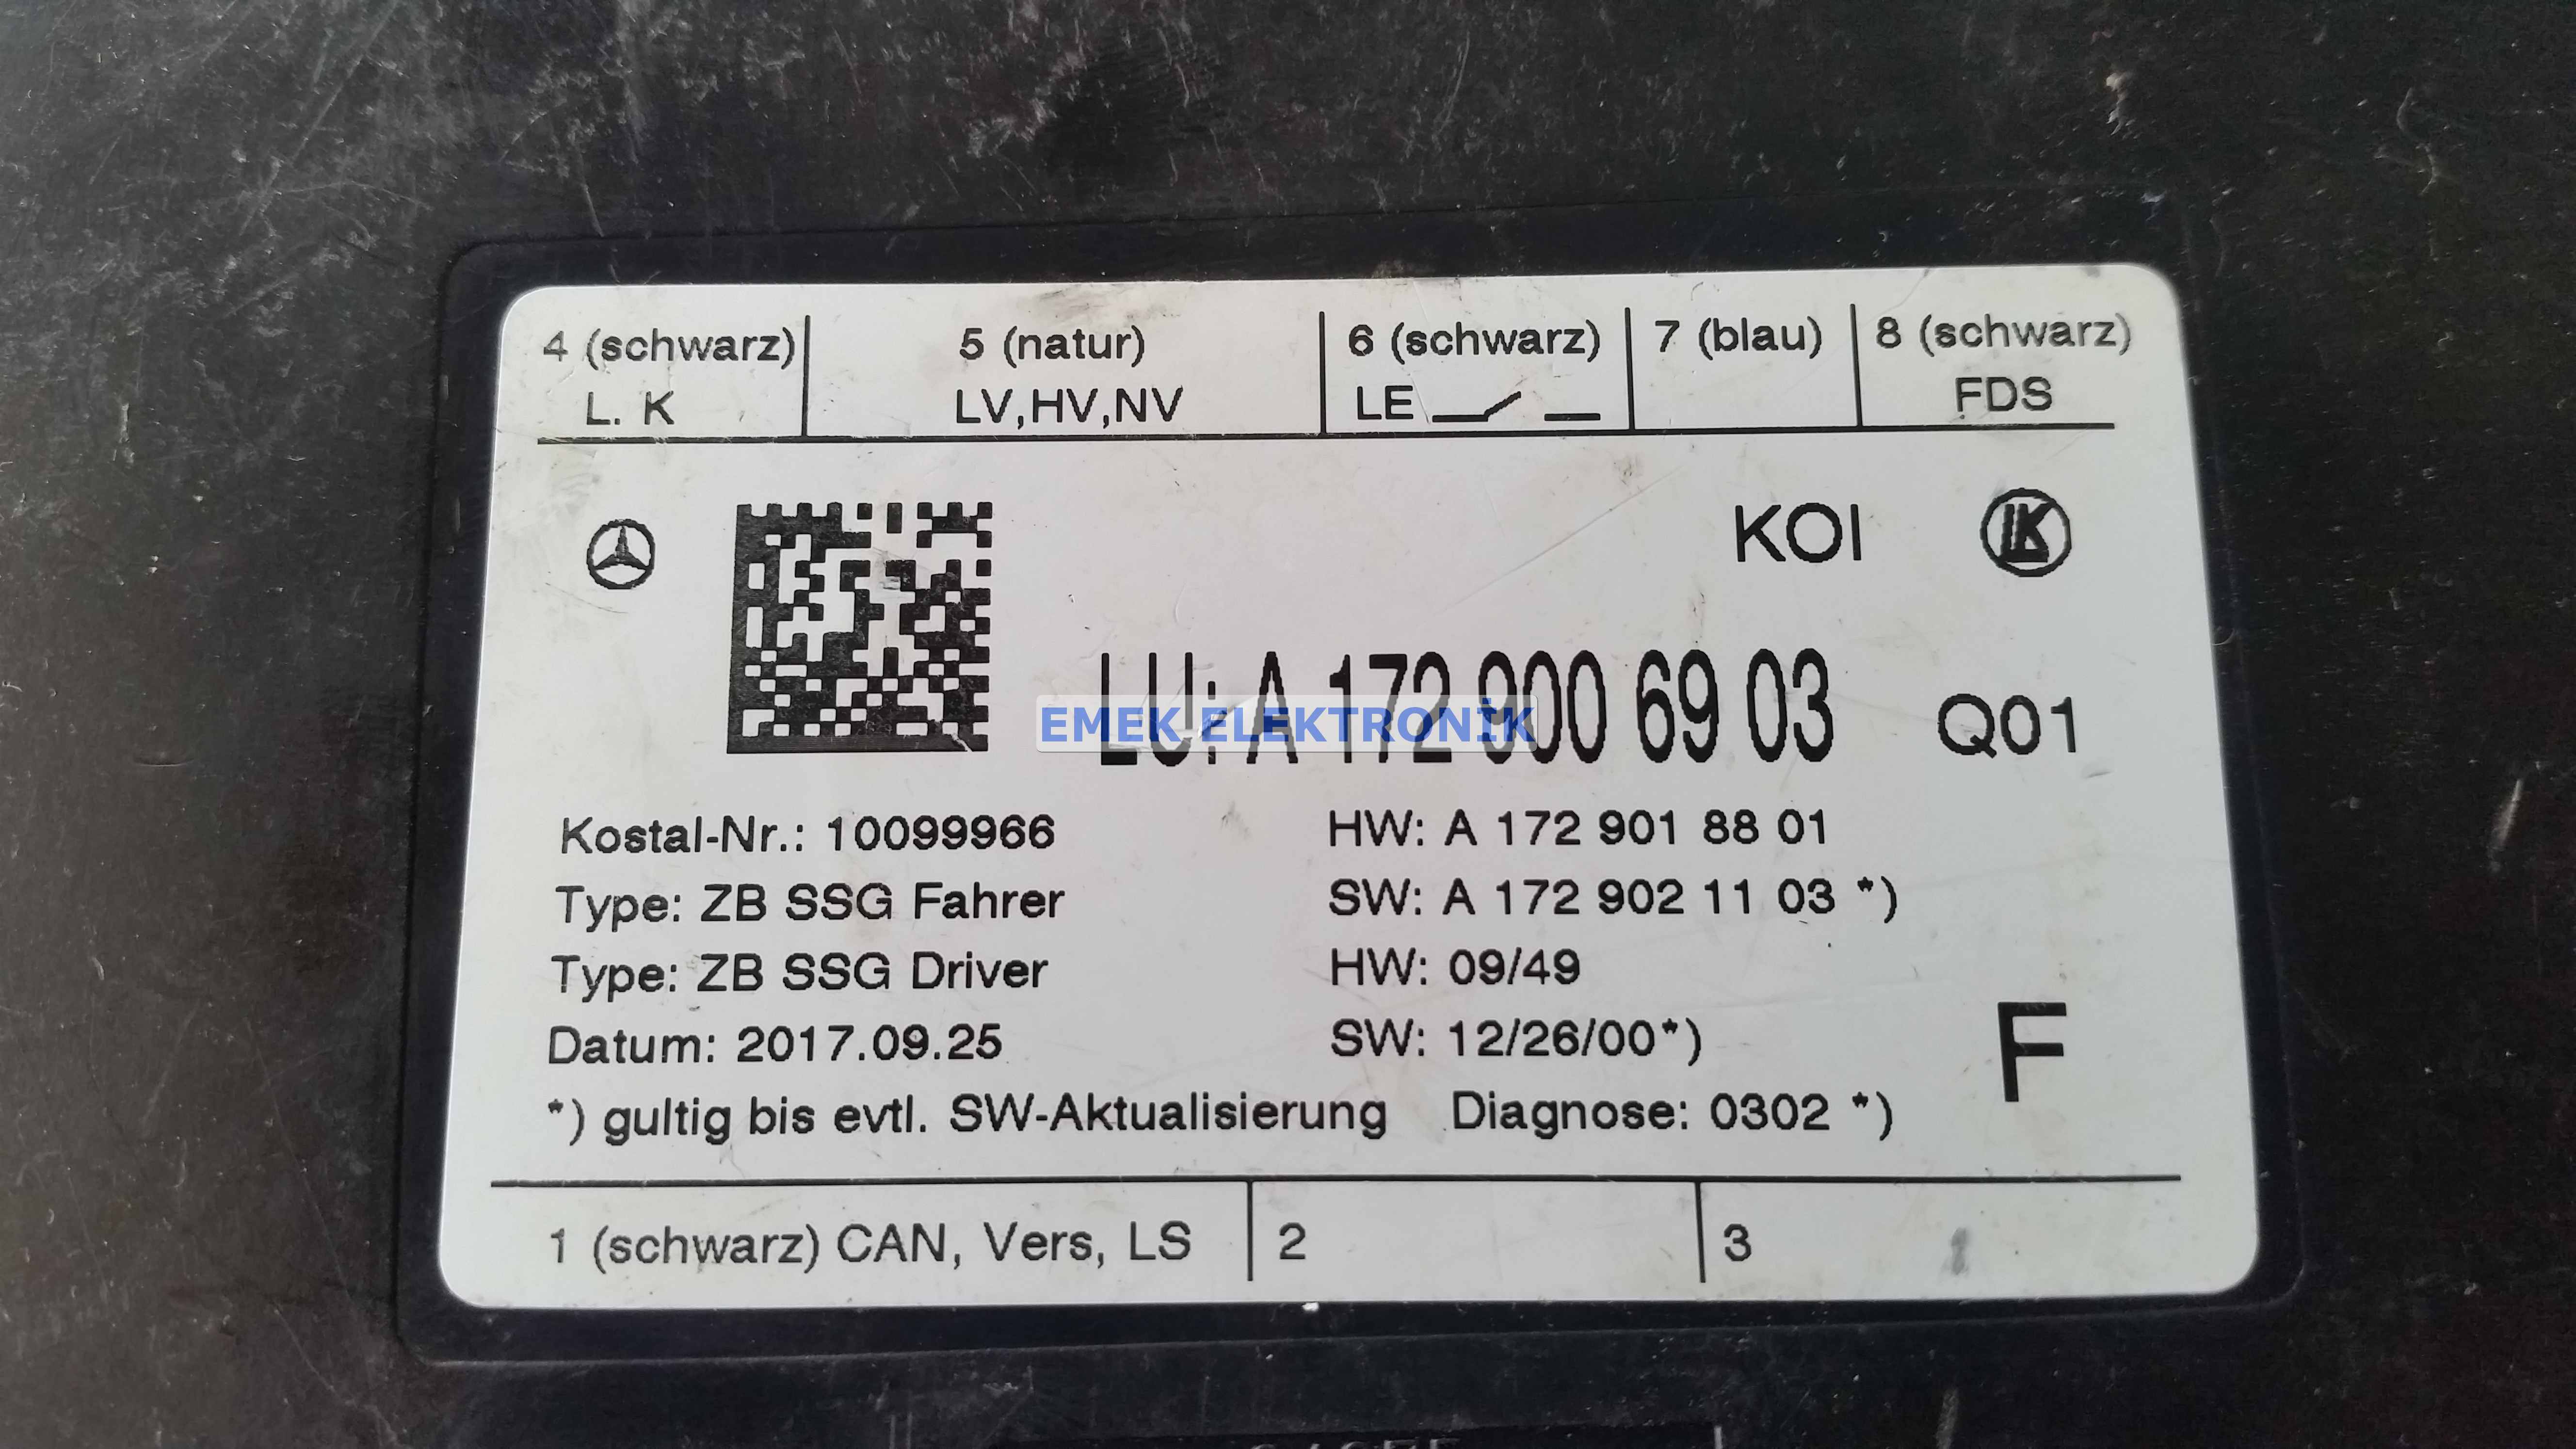 4 (schwarz) 5 (natur) 6 (schwarz) 7 (blau) 8 (schwarz)
L. K LV,HV,NV LE FDS
KOI LK
LU: A 172 900 69 03 Q01
EMEK ELEKTRONİK
Kostal-Nr.: 10099966 HW: A 172 901 88 01
Type: ZB SSG Fahrer SW: A 172 902 11 03 *)
Type: ZB SSG Driver HW: 09/49
Datum: 2017.09.25 SW: 12/26/00*) F
*) gultig bis evtl. SW-Aktualisierung Diagnose: 0302 *)
1 (schwarz) CAN, Vers, LS 2 3